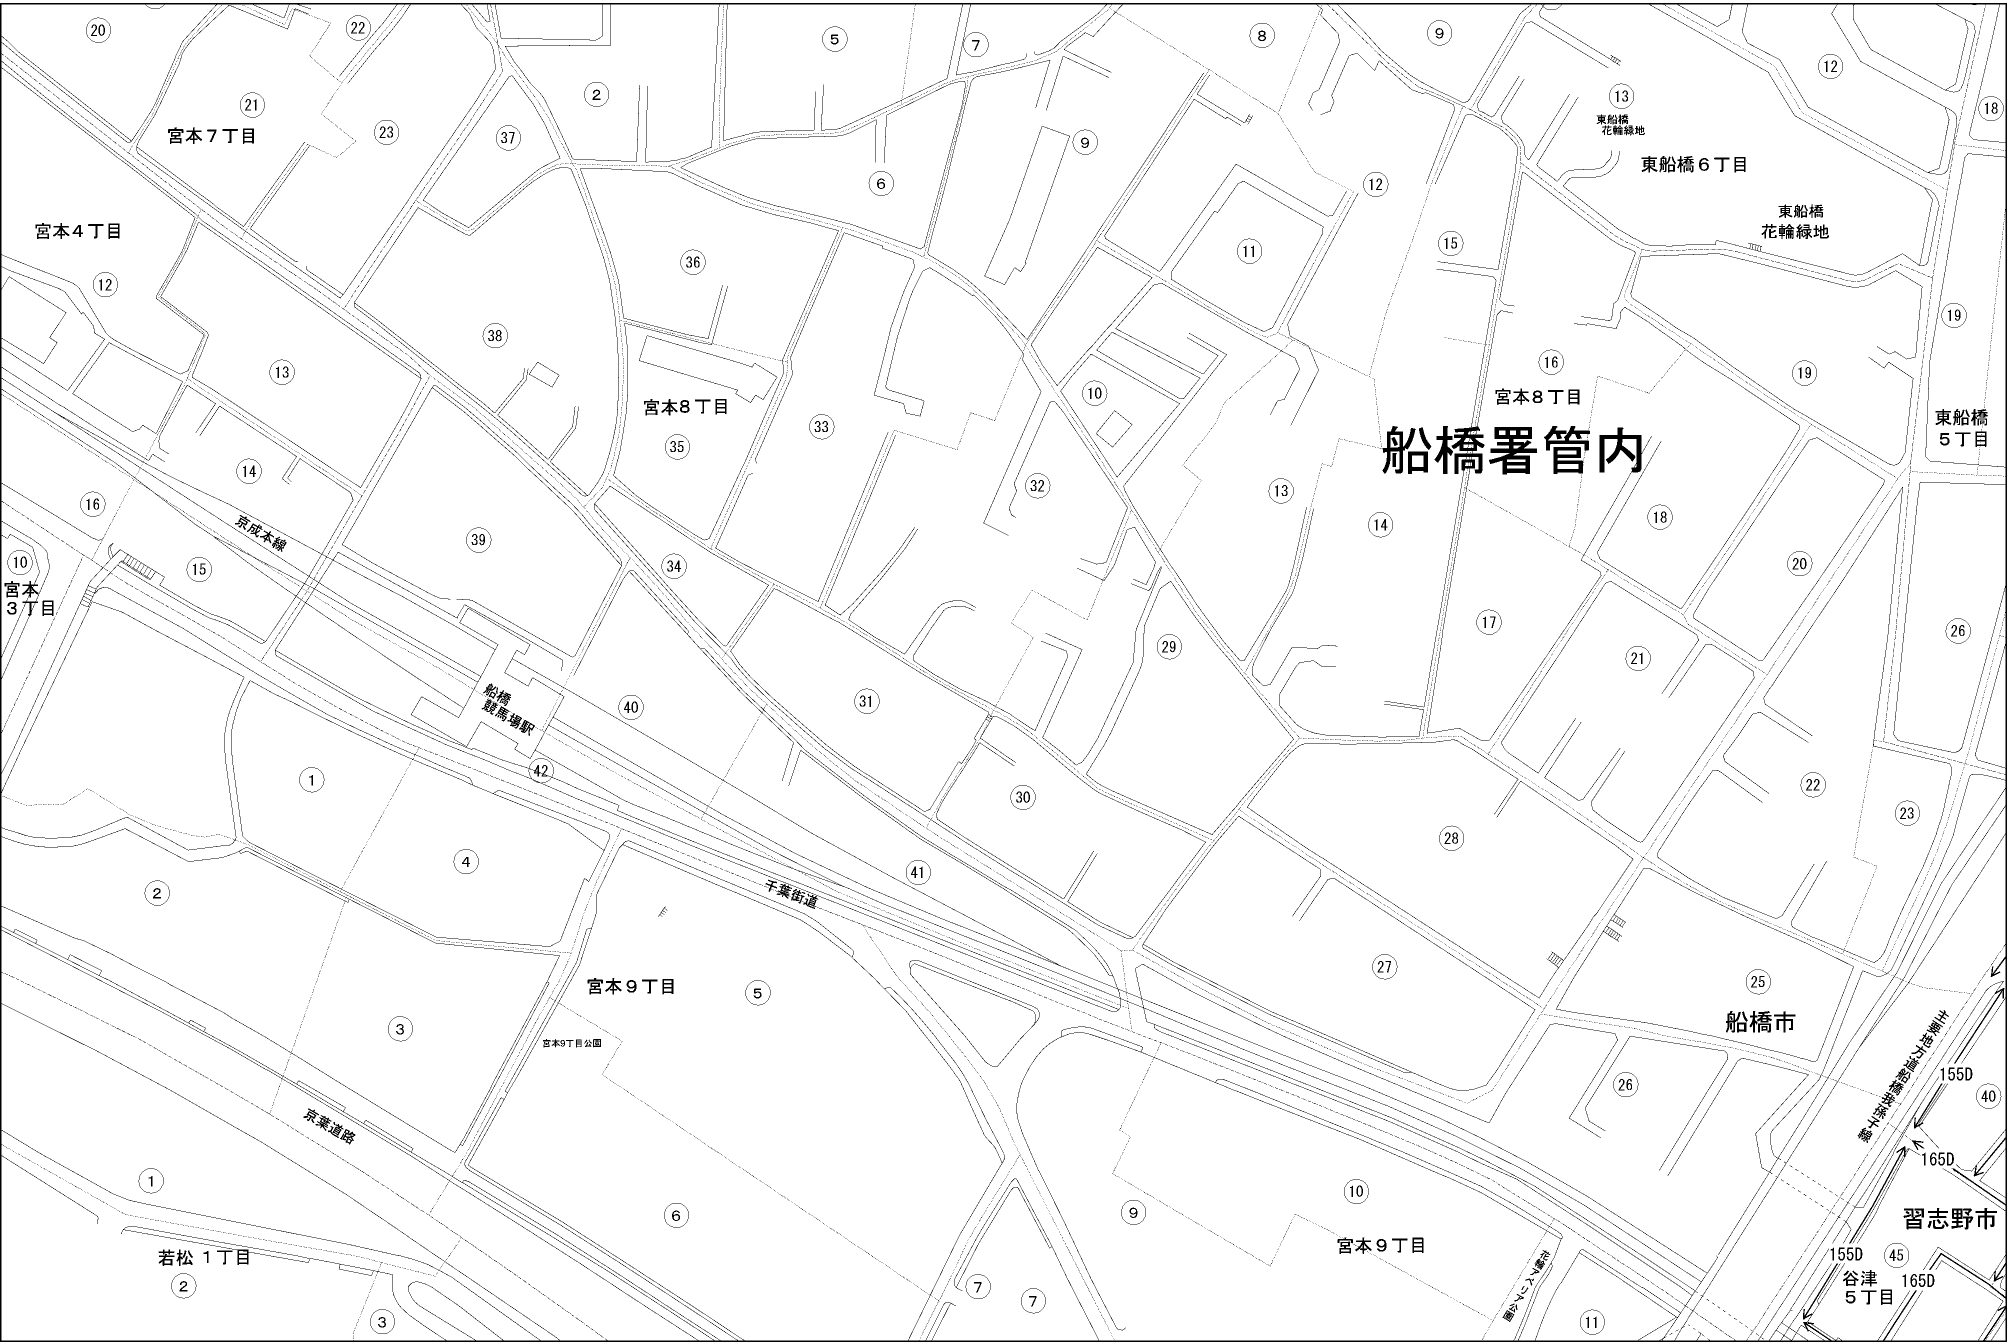 20
22
5
7
8
9
12
21
23
宮本７丁目
37
2
6
9
13
東船橋
花輪緑地
東船橋６丁目
18
12
宮本４丁目
12
36
11
15
東船橋
花輪緑地
13
38
宮本８丁目
35
33
10
16
宮本８丁目
19
19
東船橋
５丁目
船橋署管内
14
16
京成本線
39
34
32
13
14
18
20
10
宮本
３丁目
15
17
21
26
29
船橋
競馬場駅
40
31
42
1
30
28
22
23
4
41
2
千葉街道
宮本９丁目
5
27
25
船橋市
3
宮本9丁目公園
26
主要地方道船橋我孫子線
155D
40
京葉道路
165D
1
6
9
10
宮本９丁目
習志野市
若松１丁目
2
3
7
7
花輪アベリア公園
11
155D
45
谷津
５丁目
165D